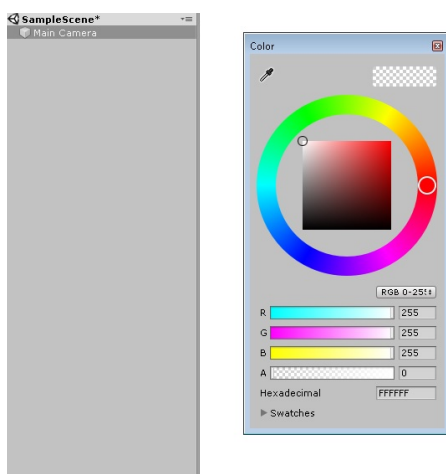 SampleScene*
Main Camera
Color
RGB 0-255
R 255
G 255
B 255
A 0
Hexadecimal FFFFFF
Swatches